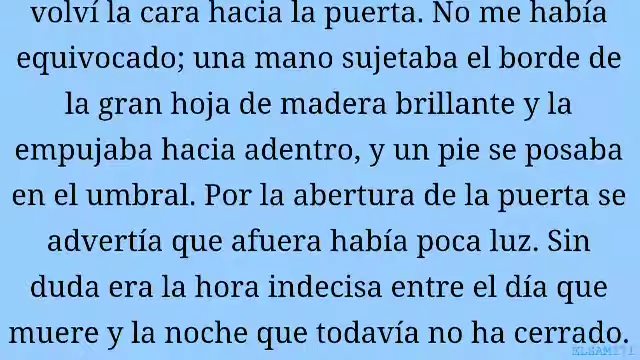 volví la cara hacia la puerta. No me había
equivocado; una mano sujetaba el borde de
la gran hoja de madera brillante y la
empujaba hacia adentro, y un pie se posaba
en el umbral. Por la abertura de la puerta se
advertía que afuera había poca luz. Sin
duda era la hora indecisa entre el día que
muere y la noche que todavía no ha cerrado.